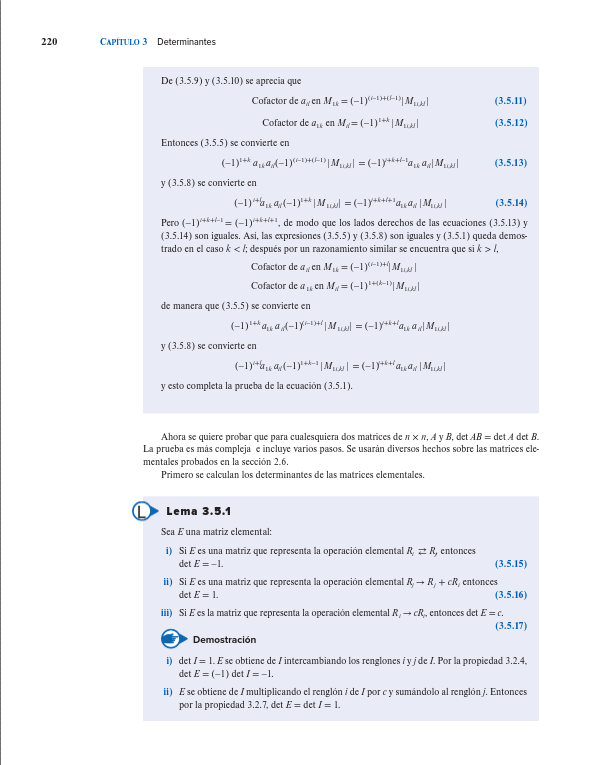 220 CAPÍTULO 3 Determinantes
De (3.5.9) y (3.5.10) se aprecia que
Cofactor de a_{il} en M_{1k} = (−1)^{(i−1)+(l−1)}|M_{1i,kl}| (3.5.11)
Cofactor de a_{1k} en M_{il} = (−1)^{1+k} |M_{1i,kl}| (3.5.12)
Entonces (3.5.5) se convierte en
(−1)^{1+k} a_{1k} a_{il}(−1)^{(i−1)+(l−1)} |M_{1i,kl}| = (−1)^{i+k+l−1}a_{1k} a_{il}|M_{1i,kl}| (3.5.13)
y (3.5.8) se convierte en
(−1)^{i+l}a_{1k} a_{il}(−1)^{1+k} |M_{1i,kl}| = (−1)^{i+k+l+1}a_{1k} a_{il} |M_{1i,kl}| (3.5.14)
Pero (−1)^{i+k+l−1} = (−1)^{i+k+l+1}, de modo que los lados derechos de las ecuaciones (3.5.13) y
(3.5.14) son iguales. Así, las expresiones (3.5.5) y (3.5.8) son iguales y (3.5.1) queda demos-
trado en el caso k < l; después por un razonamiento similar se encuentra que si k > l,
Cofactor de a_{il} en M_{1k} = (−1)^{(i−1)+l}|M_{1i,kl}|
Cofactor de a_{1k} en M_{il} = (−1)^{1+(k−1)}|M_{1i,kl}|
de manera que (3.5.5) se convierte en
(−1)^{1+k} a_{1k} a_{il}(−1)^{(i−1)+l} |M_{1i,kl}| = (−1)^{i+k+l}a_{1k} a_{il}|M_{1i,kl}|
y (3.5.8) se convierte en
(−1)^{i+l}a_{1k} a_{il}(−1)^{1+k−1} |M_{1i,kl}| = (−1)^{i+k+l} a_{1k} a_{il} |M_{1i,kl}|
y esto completa la prueba de la ecuación (3.5.1).
Ahora se quiere probar que para cualesquiera dos matrices de n × n, A y B, det AB = det A det B.
La prueba es más compleja e incluye varios pasos. Se usarán diversos hechos sobre las matrices ele-
mentales probados en la sección 2.6.
Primero se calculan los determinantes de las matrices elementales.
L Lema 3.5.1
Sea E una matriz elemental:
i) Si E es una matriz que representa la operación elemental R_i ⇄ R_j, entonces
det E = −1. (3.5.15)
ii) Si E es una matriz que representa la operación elemental R_j → R_j + cR_i, entonces
det E = 1. (3.5.16)
iii) Si E es la matriz que representa la operación elemental R_i → cR_i, entonces det E = c.
(3.5.17)
Demostración
i) det I = 1. E se obtiene de I intercambiando los renglones i y j de I. Por la propiedad 3.2.4,
det E = (−1) det I = −1.
ii) E se obtiene de I multiplicando el renglón i de I por c y sumándolo al renglón j. Entonces
por la propiedad 3.2.7, det E = det I = 1.